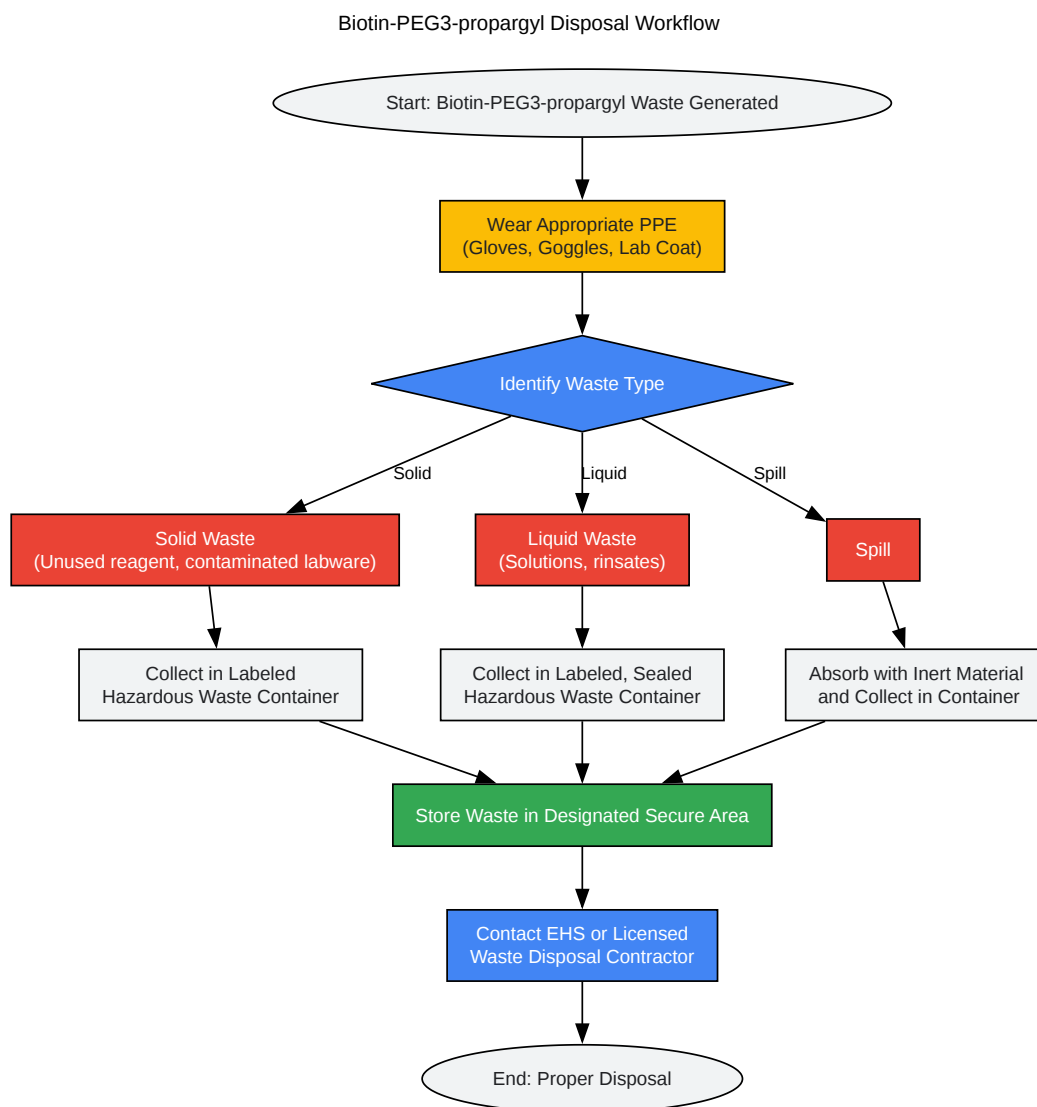 Biotin-PEG3-propargyl Disposal Workflow
Start: Biotin-PEG3-propargyl Waste Generated
Wear Appropriate PPE
(Gloves, Goggles, Lab Coat)
Identify Waste Type
Solid
Liquid
Spill
Solid Waste
(Unused reagent, contaminated labware)
Liquid Waste
(Solutions, rinsates)
Spill
Collect in Labeled
Hazardous Waste Container
Collect in Labeled, Sealed
Hazardous Waste Container
Absorb with Inert Material
and Collect in Container
Store Waste in Designated Secure Area
Contact EHS or Licensed
Waste Disposal Contractor
End: Proper Disposal